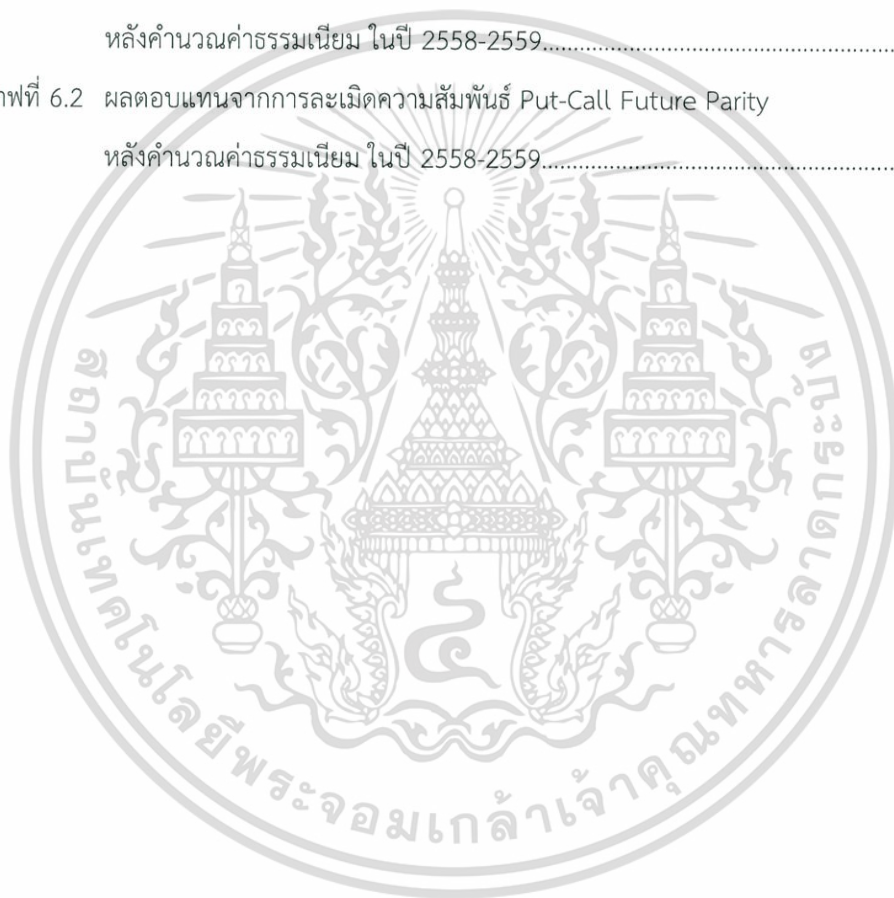 หลังคำนวณค่าธรรมเนียม ในปี 2558-2559................................................................
าฟที่ 6.2 ผลตอบแทนจากการละเมิดความสัมพันธ์ Put-Call Future Parity
หลังคำนวณค่าธรรมเนียม ในปี 2558-2559................................................................
สถาบันเทคโนโลยีพระจอมเกล้าเจ้าคุณทหารลาดกระบัง
๔